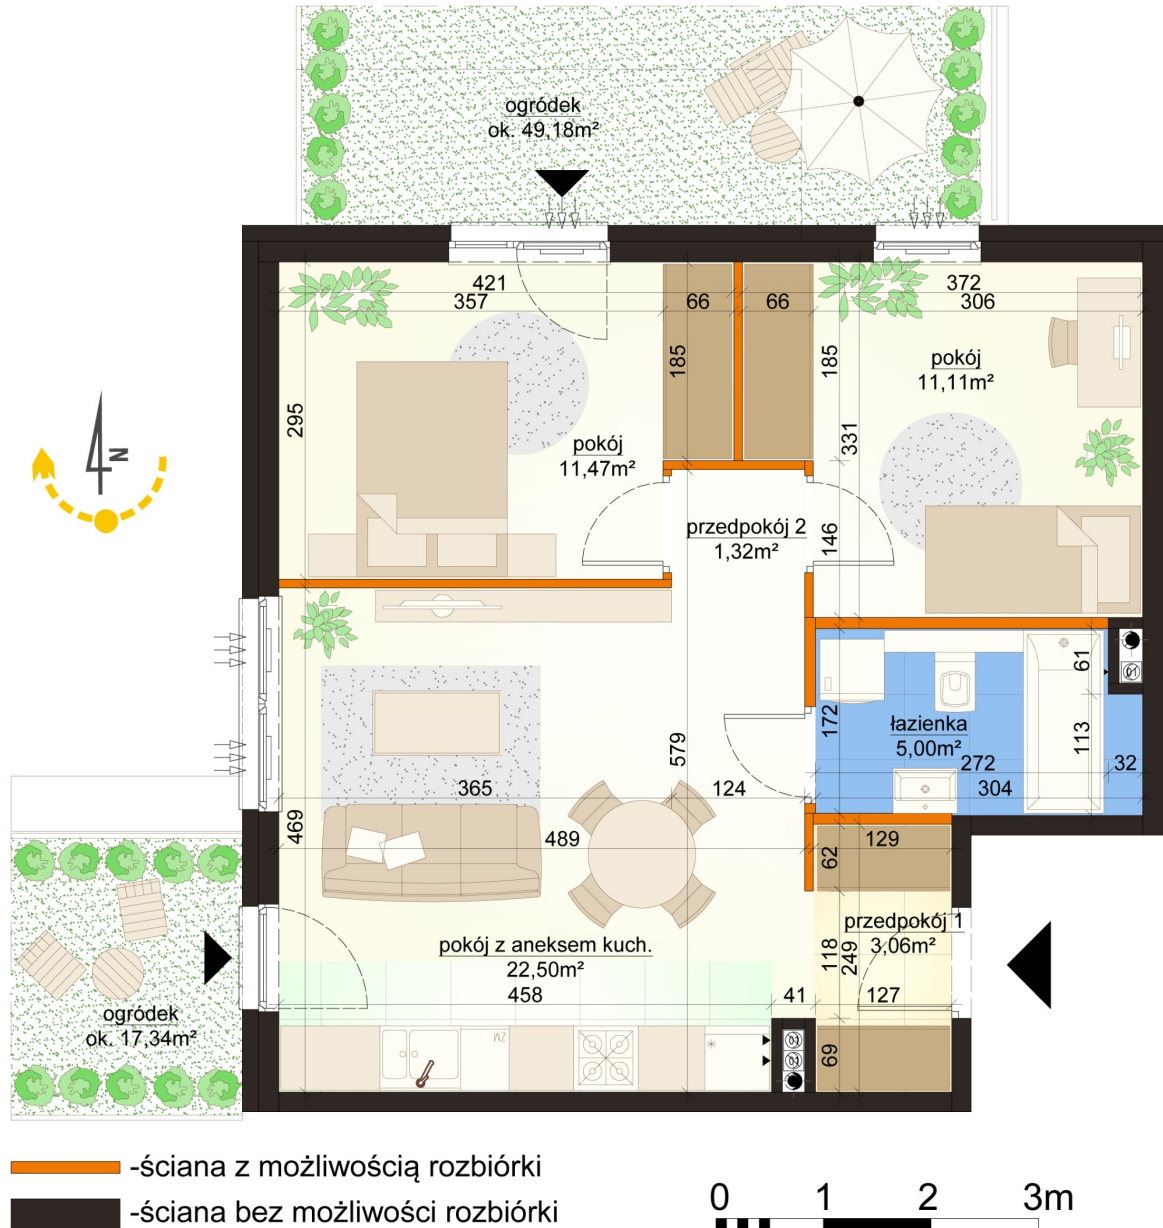 ogródek
ok. 49,18m²
421
357
66
66
372
306
185
185
pokój
11,11m²
295
331
pokój
11,47m²
N
przedpokój 2
1,32m²
146
61
172
łazienka
5,00m²
113
579
272
32
365
124
304
469
489
129
62
przedpokój 1
3,06m²
pokój z aneksem kuch.
22,50m²
118
249
458
41
127
ogródek
ok. 17,34m²
ZM
69
-ściana z możliwością rozbiórki
-ściana bez możliwości rozbiórki
0 1 2 3m